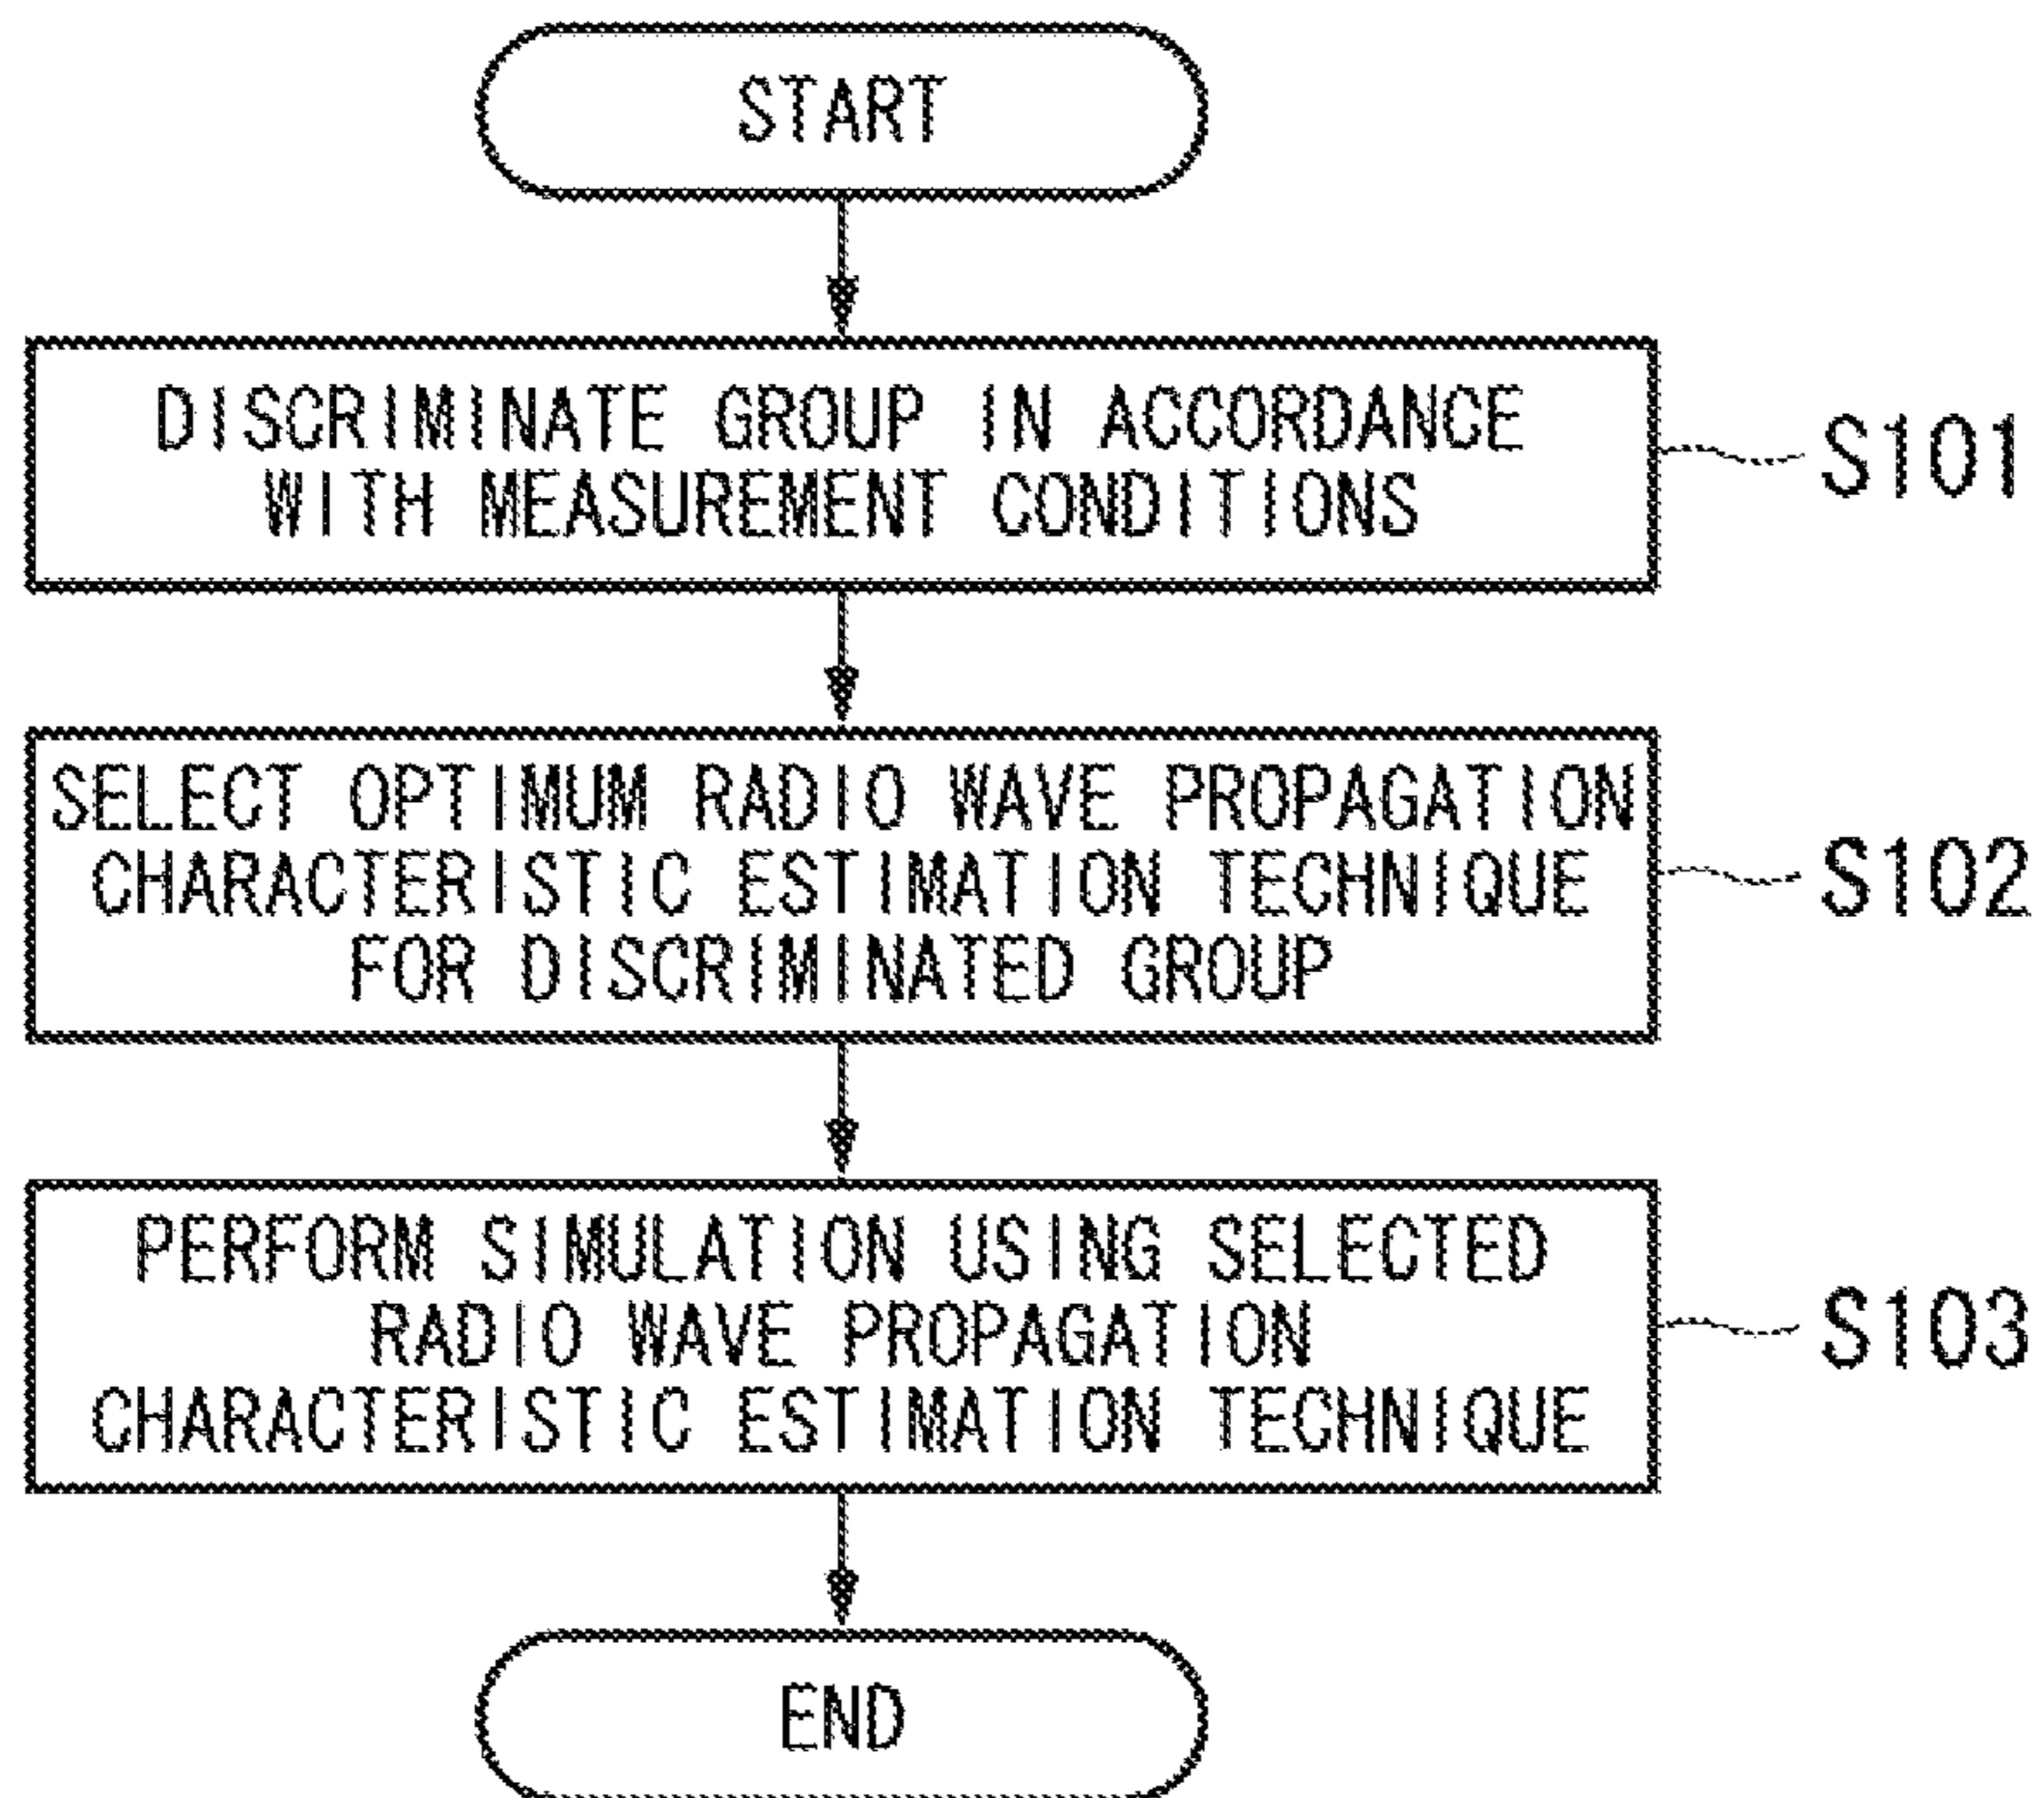 START
DISCRIMINATE GROUP IN ACCORDANCE
WITH MEASUREMENT CONDITIONS
S101
SELECT OPTIMUM RADIO WAVE PROPAGATION
CHARACTERISTIC ESTIMATION TECHNIQUE
FOR DISCRIMINATED GROUP
S102
PERFORM SIMULATION USING SELECTED
RADIO WAVE PROPAGATION
CHARACTERISTIC ESTIMATION TECHNIQUE
S103
END